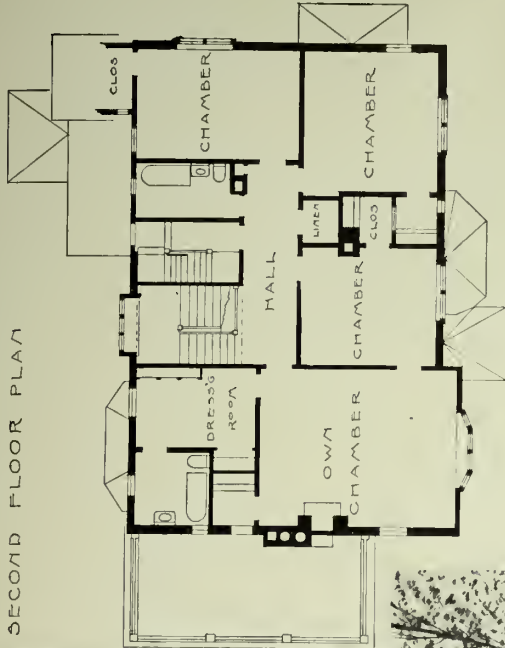 SECOND FLOOR PLAN
CLOS
CHAMBER
CHAMBER
LINEN
CLOS
HALL
CHAMBER
DRESS'G
ROOM
OWN
CHAMBER